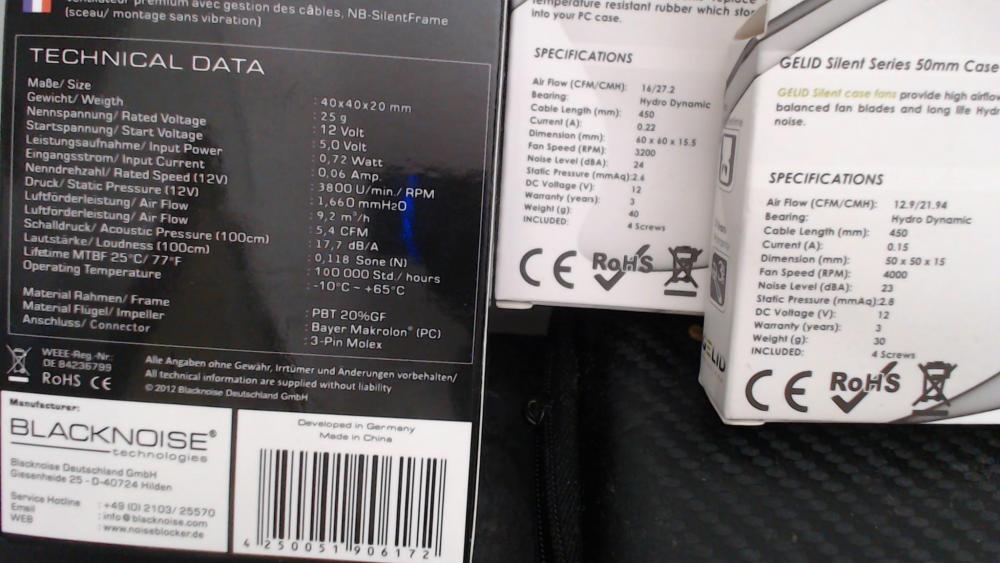 premium avec gestion des câbles, NB-SilentFrame
(sceau/ montage sans vibration)
TECHNICAL DATA
Maße/ Size : 40x40x20 mm
Gewicht/ Weigth : 25 g
Nennspannung/ Rated Voltage : 12 Volt
Startspannung/ Start Voltage : 5,0 Volt
Leistungsaufnahme/ Input Power : 0,72 Watt
Eingangsstrom/ Input Current : 0,06 Amp.
Nenndrehzahl/ Rated Speed (12V) : 3800 U/min./ RPM
Druck/ Static Pressure (12V) : 1,660 mmH2O
Luftförderleistung/ Air Flow : 9,2 m³/h
Luftförderleistung/ Air Flow : 5,4 CFM
Schalldruck/ Acoustic Pressure (100cm) : 17,7 dB/A
Lautstärke/ Loudness (100cm) : 0,118 Sone (N)
Lifetime MTBF 25°C/ 77°F : 100 000 Std./ hours
Operating Temperature : -10°C ~ +65°C
Material Rahmen/ Frame : PBT 20%GF
Material Flügel/ Impeller : Bayer Makrolon® (PC)
Anschluss/ Connector : 3-Pin Molex
WEEE-Reg.-Nr.:
DE 84236799
RoHS CE
Alle Angaben ohne Gewähr, Irrtümer und Änderungen vorbehalten/
All technical information are supplied without liability
© 2012 Blacknoise Deutschland GmbH
Manufacturer:
BLACKNOISE®
technologies
Blacknoise Deutschland GmbH
Giesenheide 25 - D-40724 Hilden
Service Hotline : +49 (0) 2103/ 25570
Email : info@blacknoise.com
WEB : www.noiseblocker.de
Developed in Germany
Made in China
4 250051 906172
temperature resistant rubber which
into your PC case.
SPECIFICATIONS
Air Flow (CFM/CMH): 16/27.2
Bearing: Hydro Dynamic
Cable Length (mm): 450
Current (A): 0.22
Dimension (mm): 60 x 60 x 15.5
Fan Speed (RPM): 3200
Noise Level (dBA): 24
Static Pressure (mmAq):2.6
DC Voltage (V): 12
Warranty (years): 3
Weight (g): 40
INCLUDED: 4 Screws
CE RoHS
GELID Silent Series 50mm Case
GELID Silent case fans provide high
balanced fan blades and long life
noise.
SPECIFICATIONS
Air Flow (CFM/CMH): 12.9/21.94
Bearing: Hydro Dynamic
Cable Length (mm): 450
Current (A): 0.15
Dimension (mm): 50 x 50 x 15
Fan Speed (RPM): 4000
Noise Level (dBA): 23
Static Pressure (mmAq):2.8
DC Voltage (V): 12
Warranty (years): 3
Weight (g): 30
INCLUDED: 4 Screws
CE RoHS